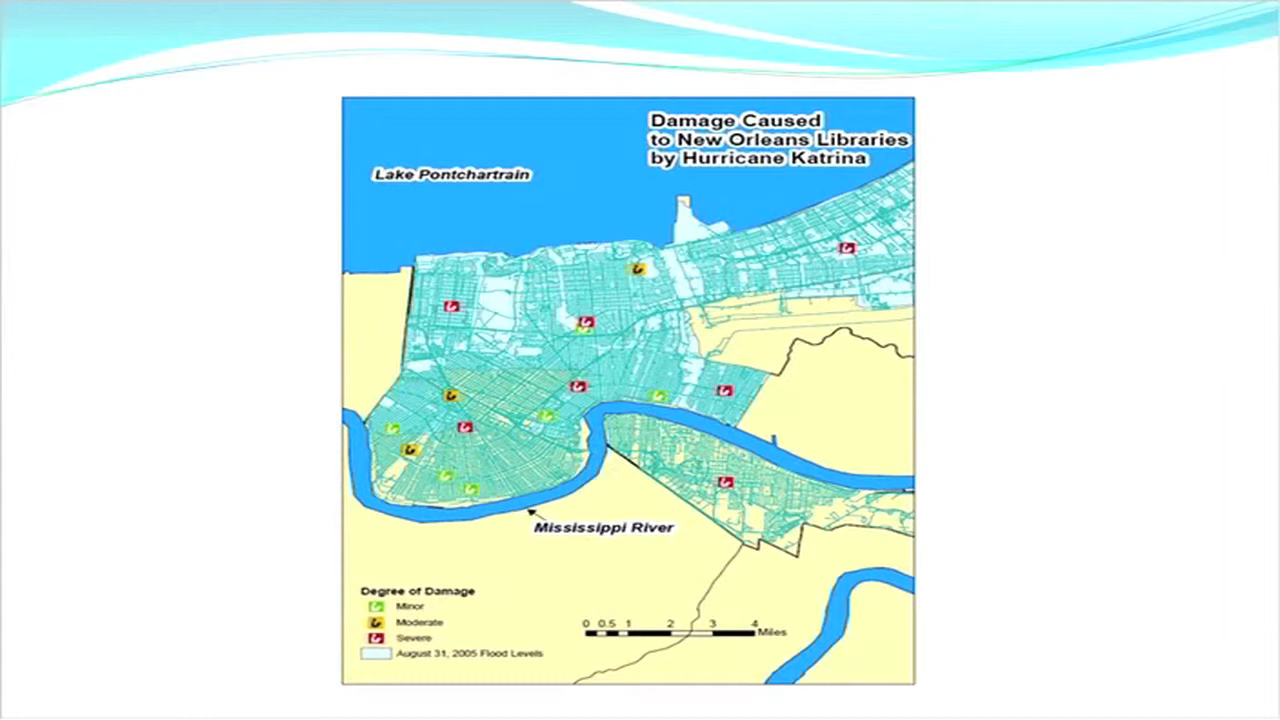 Damage Caused
to New Orleans Libraries
by Hurricane Katrina
Lake Pontchartrain
Mississippi River
Degree of Damage
Minor
Moderate
Severe
August 31, 2005 Flood Levels
0 0.5 1 2 3 4
Miles